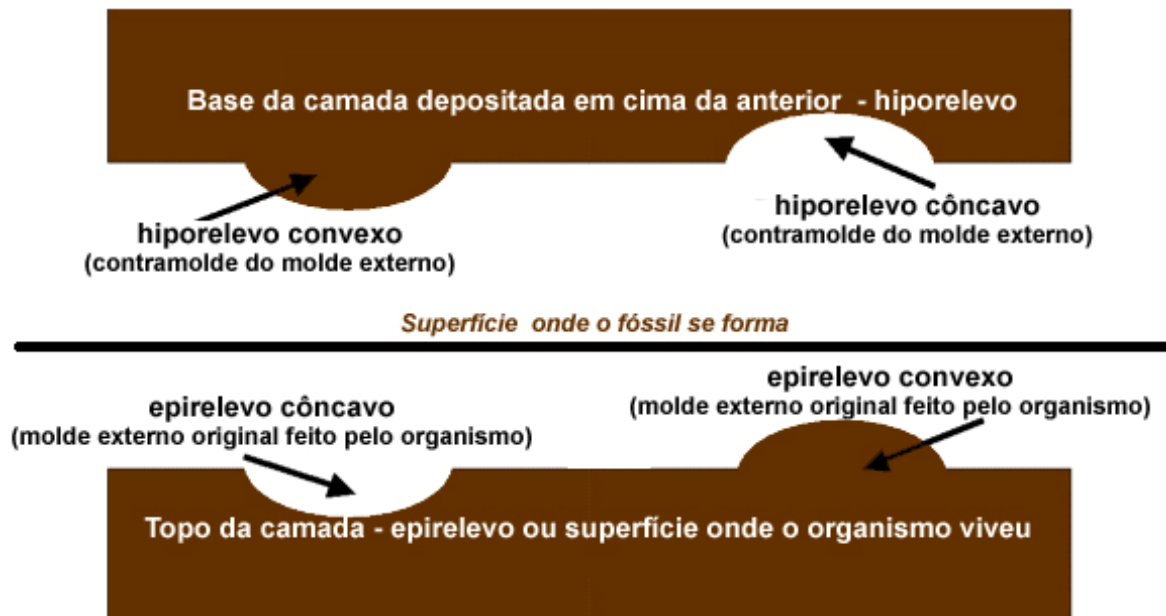 Base da camada depositada em cima da anterior - hiporelevo
hiporelevo convexo
(contramolde do molde externo)
hiporelevo côncavo
(contramolde do molde externo)
Superfície onde o fóssil se forma
epirelevo côncavo
(molde externo original feito pelo organismo)
epirelevo convexo
(molde externo original feito pelo organismo)
Topo da camada - epirelevo ou superfície onde o organismo viveu